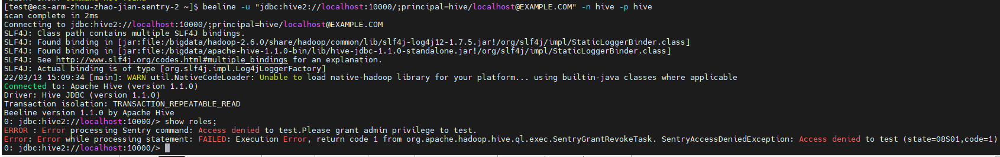 [test@ecs-arm-zhou-zhao-jian-sentry-2 ~]$ beeline -u "jdbc:hive2://localhost:10000/;principal=hive/localhost@EXAMPLE.COM" -n hive -p hive
scan complete in 2ms
Connecting to jdbc:hive2://localhost:10000/;principal=hive/localhost@EXAMPLE.COM
SLF4J: Class path contains multiple SLF4J bindings.
SLF4J: Found binding in [jar:file:/bigdata/hadoop-2.6.0/share/hadoop/common/lib/slf4j-log4j12-1.7.5.jar!/org/slf4j/impl/StaticLoggerBinder.class]
SLF4J: Found binding in [jar:file:/bigdata/apache-hive-1.1.0-bin/lib/hive-jdbc-1.1.0-standalone.jar!/org/slf4j/impl/StaticLoggerBinder.class]
SLF4J: See http://www.slf4j.org/codes.html#multiple_bindings for an explanation.
SLF4J: Actual binding is of type [org.slf4j.impl.Log4jLoggerFactory]
22/03/13 15:09:34 [main]: WARN util.NativeCodeLoader: Unable to load native-hadoop library for your platform... using builtin-java classes where applicable
Connected to: Apache Hive (version 1.1.0)
Driver: Hive JDBC (version 1.1.0)
Transaction isolation: TRANSACTION_REPEATABLE_READ
Beeline version 1.1.0 by Apache Hive
0: jdbc:hive2://localhost:10000/> show roles;
ERROR : Error processing Sentry command: Access denied to test.Please grant admin privilege to test.
Error: Error while processing statement: FAILED: Execution Error, return code 1 from org.apache.hadoop.hive.ql.exec.SentryGrantRevokeTask. SentryAccessDeniedException: Access denied to test (state=08S01,code=1)
0: jdbc:hive2://localhost:10000/>